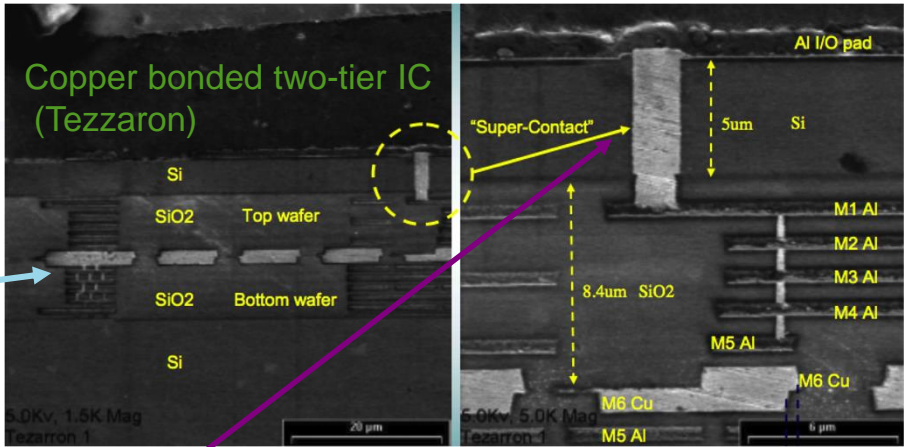 Copper bonded two-tier IC
(Tezzaron)
Si
SiO2 Top wafer
SiO2 Bottom wafer
Si
5.0Kv, 1.5K Mag
Tezarron 1
20 µm
Al I/O pad
"Super-Contact"
5um Si
M1 Al
M2 Al
M3 Al
8.4um SiO2
M4 Al
M5 Al
M6 Cu
M6 Cu
5.0Kv, 5.0K Mag
Tezarron 1
M5 Al
6 µm